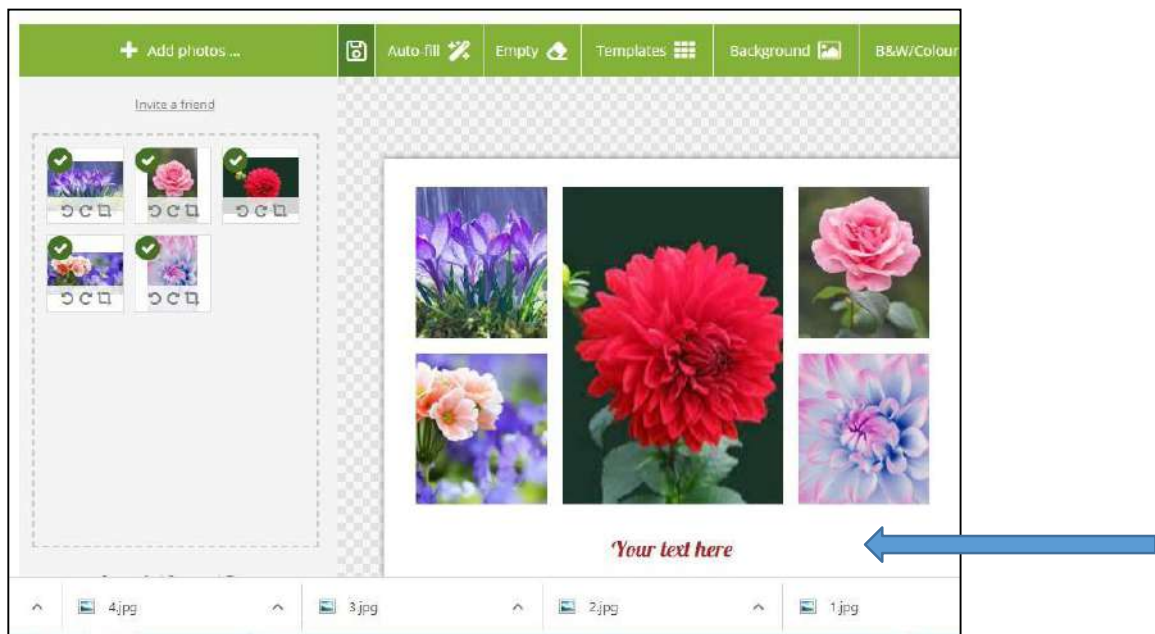 Add photos ...
Auto-fill
Empty
Templates
Background
B&W/Colour
Invite a friend
Your text here
4.jpg
3.jpg
2.jpg
1.jpg